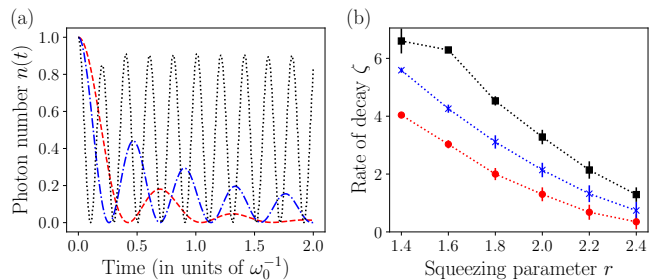 (a)
Photon number n(t)
1.0
0.8
0.6
0.4
0.2
0.0
0.0 0.5 1.0 1.5 2.0
Time (in units of ω₀⁻¹)
(b)
Rate of decay ζ
6
4
2
0
1.4 1.6 1.8 2.0 2.2 2.4
Squeezing parameter r